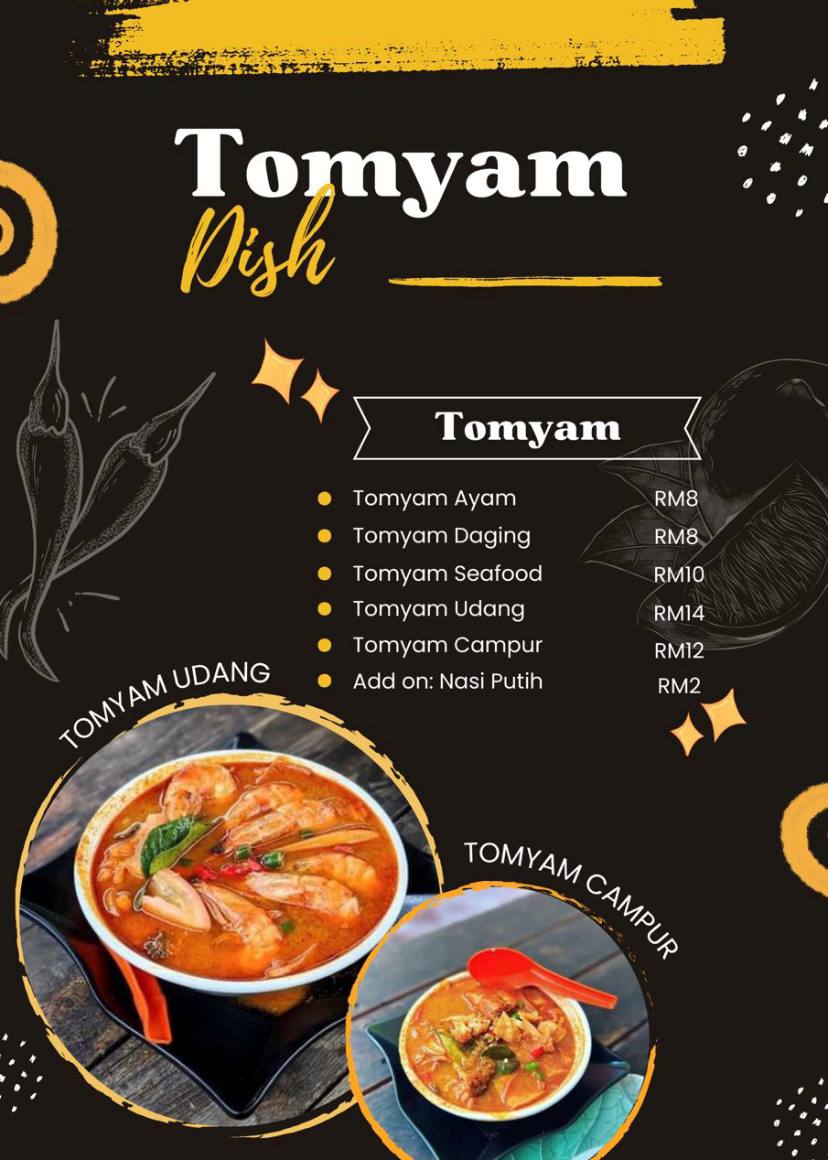 Tomyam
Dish
Tomyam
Tomyam Ayam RM8
Tomyam Daging RM8
Tomyam Seafood RM10
Tomyam Udang RM14
Tomyam Campur RM12
Add on: Nasi Putih RM2
TOMYAM UDANG
TOMYAM CAMPUR